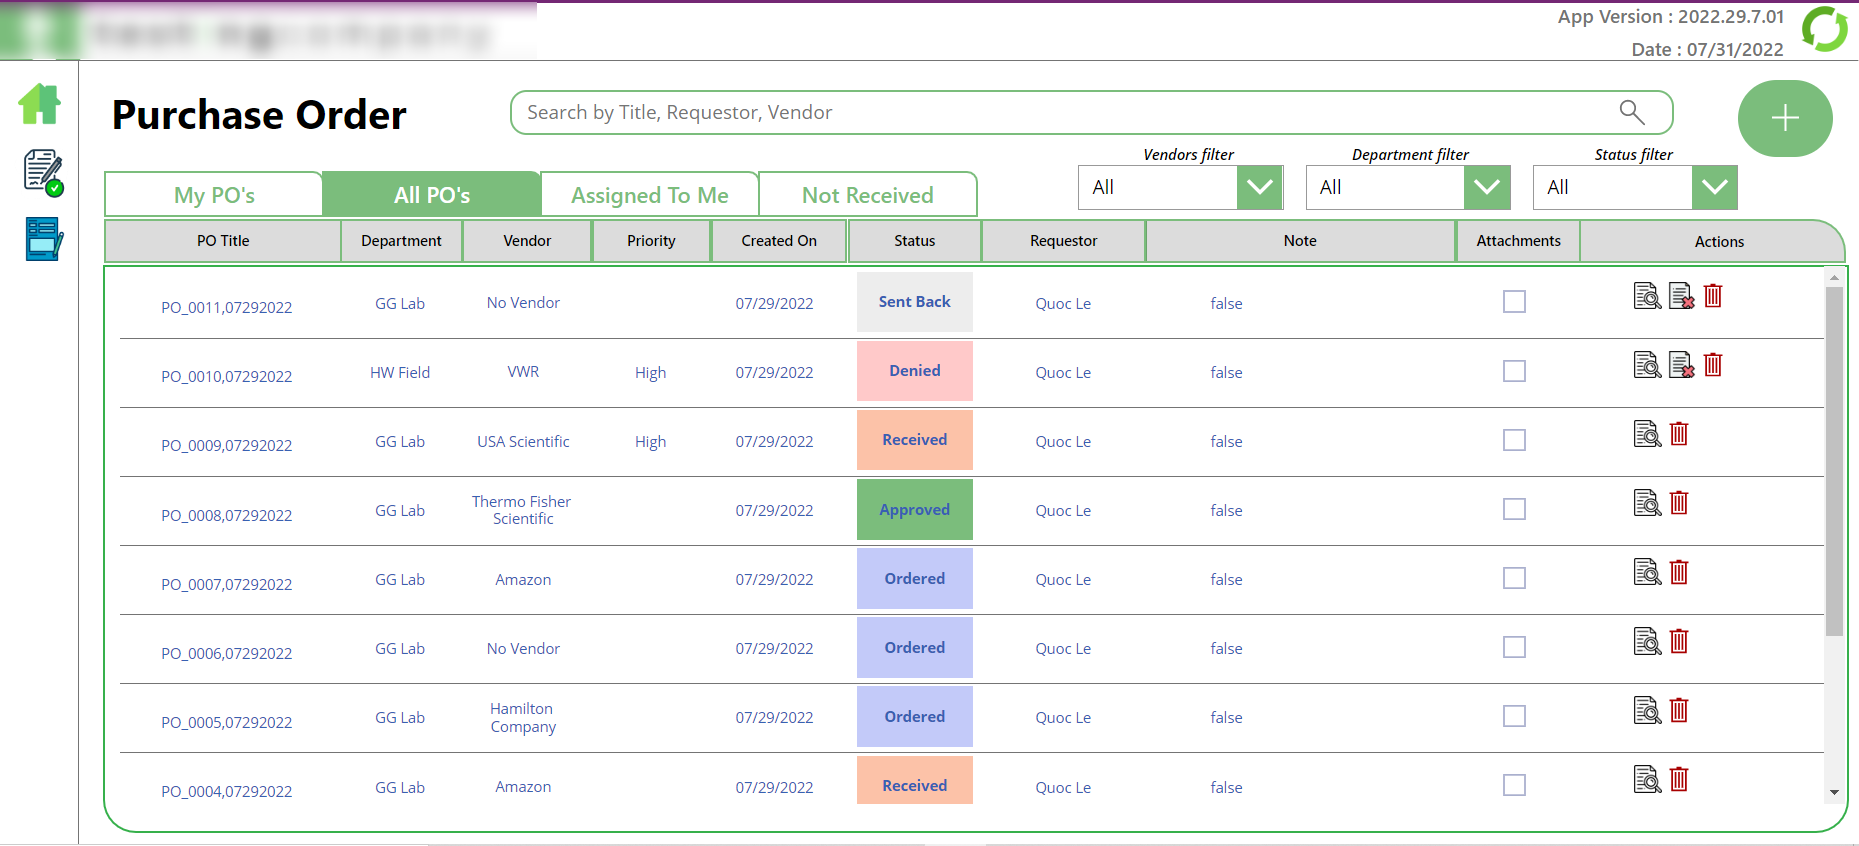 App Version : 2022.29.7.01
Date : 07/31/2022
Purchase Order
Search by Title, Requestor, Vendor
Vendors filter
Department filter
Status filter
All
All
All
My PO's
All PO's
Assigned To Me
Not Received
PO Title Department Vendor Priority Created On Status Requestor Note Attachments Actions
PO_0011,07292022 GG Lab No Vendor 07/29/2022 Sent Back Quoc Le false
PO_0010,07292022 HW Field VWR High 07/29/2022 Denied Quoc Le false
PO_0009,07292022 GG Lab USA Scientific High 07/29/2022 Received Quoc Le false
PO_0008,07292022 GG Lab Thermo Fisher Scientific 07/29/2022 Approved Quoc Le false
PO_0007,07292022 GG Lab Amazon 07/29/2022 Ordered Quoc Le false
PO_0006,07292022 GG Lab No Vendor 07/29/2022 Ordered Quoc Le false
PO_0005,07292022 GG Lab Hamilton Company 07/29/2022 Ordered Quoc Le false
PO_0004,07292022 GG Lab Amazon 07/29/2022 Received Quoc Le false